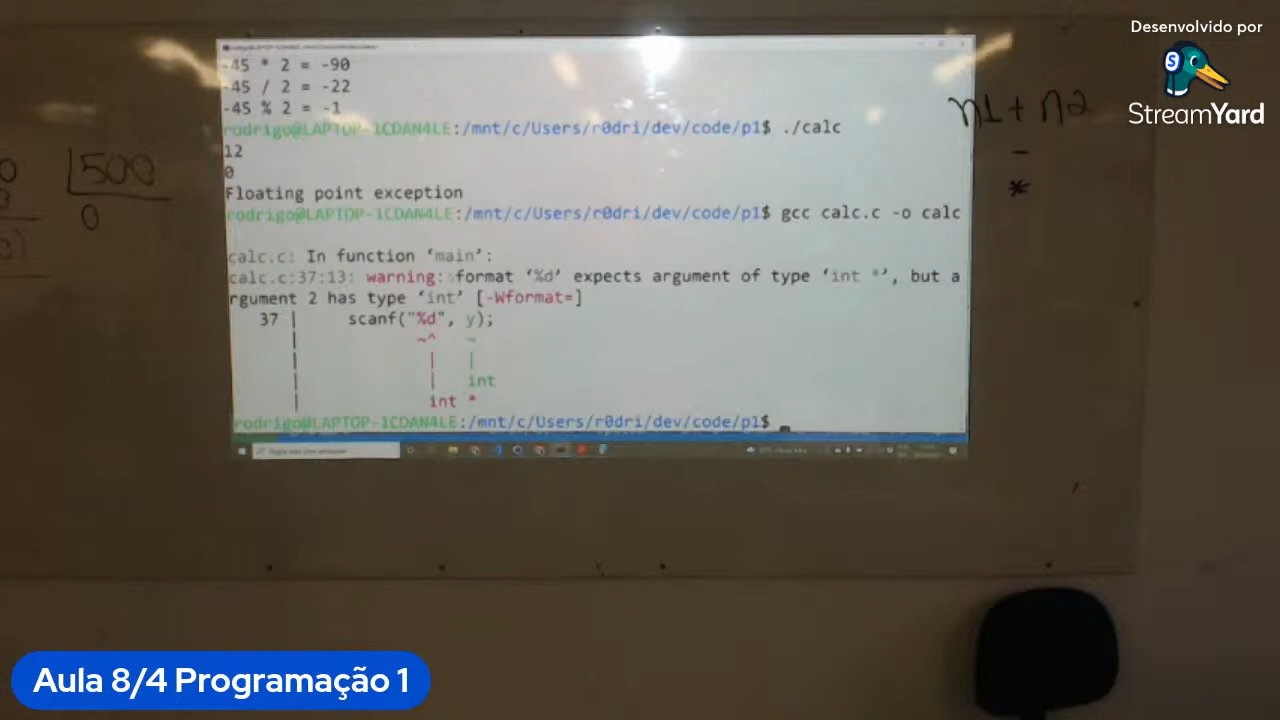 Desenvolvido por
StreamYard
-45 * 2 = -90
-45 / 2 = -22
-45 % 2 = -1
rodrigo@LAPTOP-1CDAN4LE:/mnt/c/Users/r0dri/dev/code/p1$ ./calc
12
0
Floating point exception
rodrigo@LAPTOP-1CDAN4LE:/mnt/c/Users/r0dri/dev/code/p1$ gcc calc.c -o calc
calc.c: In function ‘main’:
calc.c:37:13: warning: format ‘%d’ expects argument of type ‘int *’, but a
rgument 2 has type ‘int’ [-Wformat=]
37 | scanf("%d", y);
| ~^ ~
| | |
| | int
| int *
rodrigo@LAPTOP-1CDAN4LE:/mnt/c/Users/r0dri/dev/code/p1$
n1 + n2
-
*
500
0
Aula 8/4 Programação 1